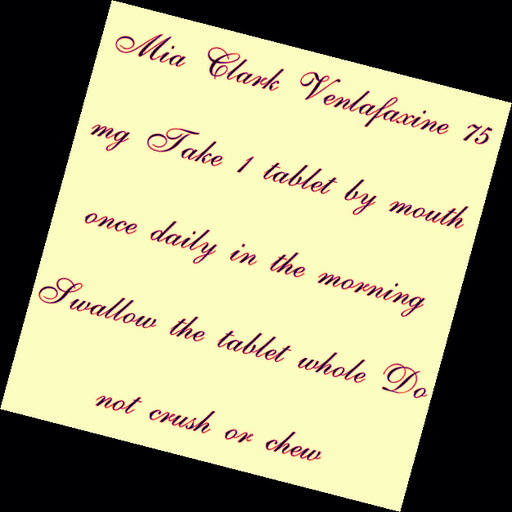 Mia Clark Venlafaxine 75
mg Take 1 tablet by mouth
once daily in the morning
Swallow the tablet whole Do
not crush or chew